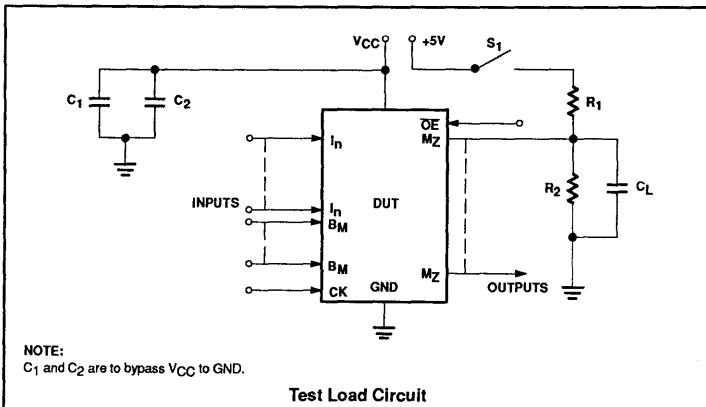 VCC
+5V
S1
C1
C2
R1
OE
In
MZ
R2
CL
INPUTS
In
DUT
BM
BM
GND
MZ
CK
OUTPUTS
NOTE:
C1 and C2 are to bypass VCC to GND.
Test Load Circuit